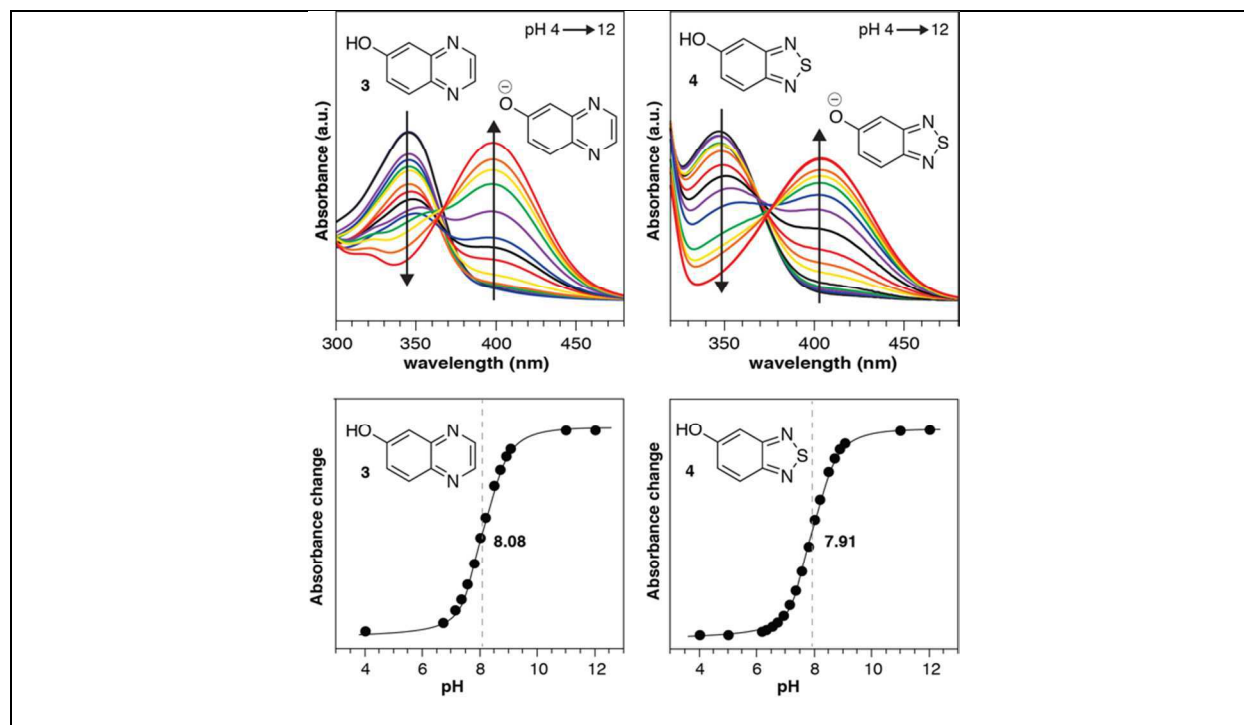 pH 4 → 12
HO
N
N
3
⊖
O
N
N
Absorbance (a.u.)
300 350 400 450
wavelength (nm)
pH 4 → 12
HO
N
S
N
4
⊖
O
N
S
N
Absorbance (a.u.)
350 400 450
wavelength (nm)
HO
N
N
3
8.08
Absorbance change
4 6 8 10 12
pH
HO
N
S
N
4
7.91
Absorbance change
4 6 8 10 12
pH